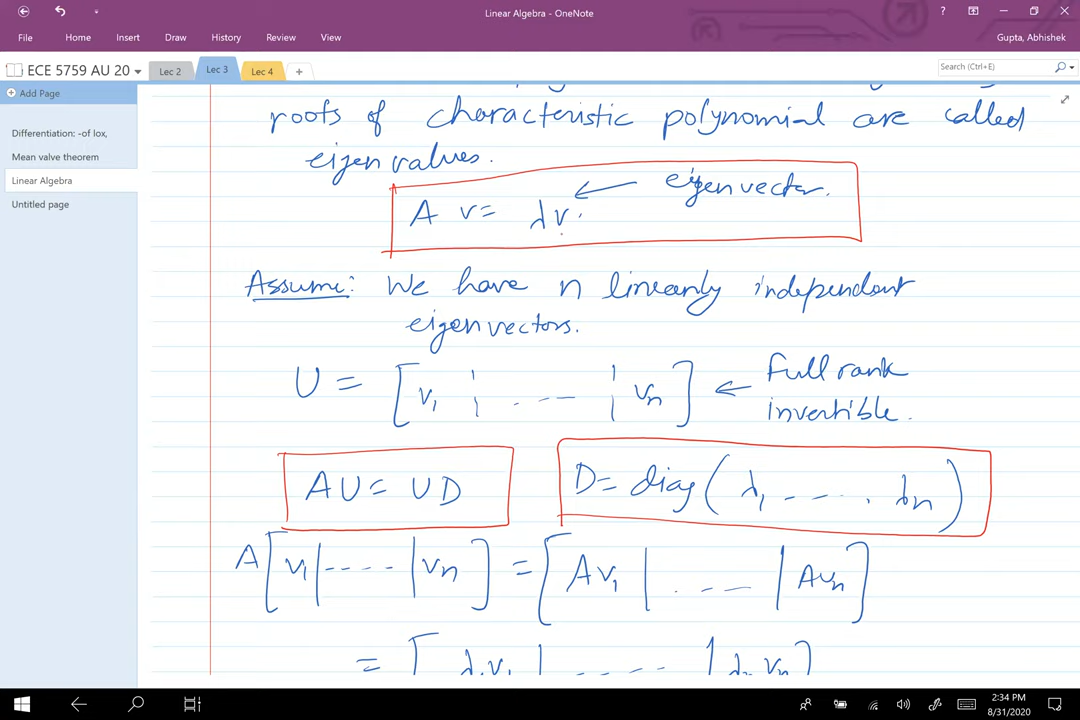 Linear Algebra - OneNote
File Home Insert Draw History Review View Gupta, Abhishek
ECE 5759 AU 20 Lec 2 Lec 3 Lec 4 + Search (Ctrl+E)
Add Page
Differentiation: -of lox,
Mean value theorem
Linear Algebra
Untitled page
roots of characteristic polynomial are called
eigenvalues.
A v = λv. ← eigenvector.
Assume: We have n linearly independent
eigenvectors.
U = [v₁ | .--- | vₙ] ← Full rank
invertible.
AU = UD D = diag(λ₁ ---. λₙ)
A[v₁|----|vₙ] = [Av₁ | .--- | Avₙ]
= [λ₁v₁ | ..... | λₙvₙ]
2:34 PM
8/31/2020